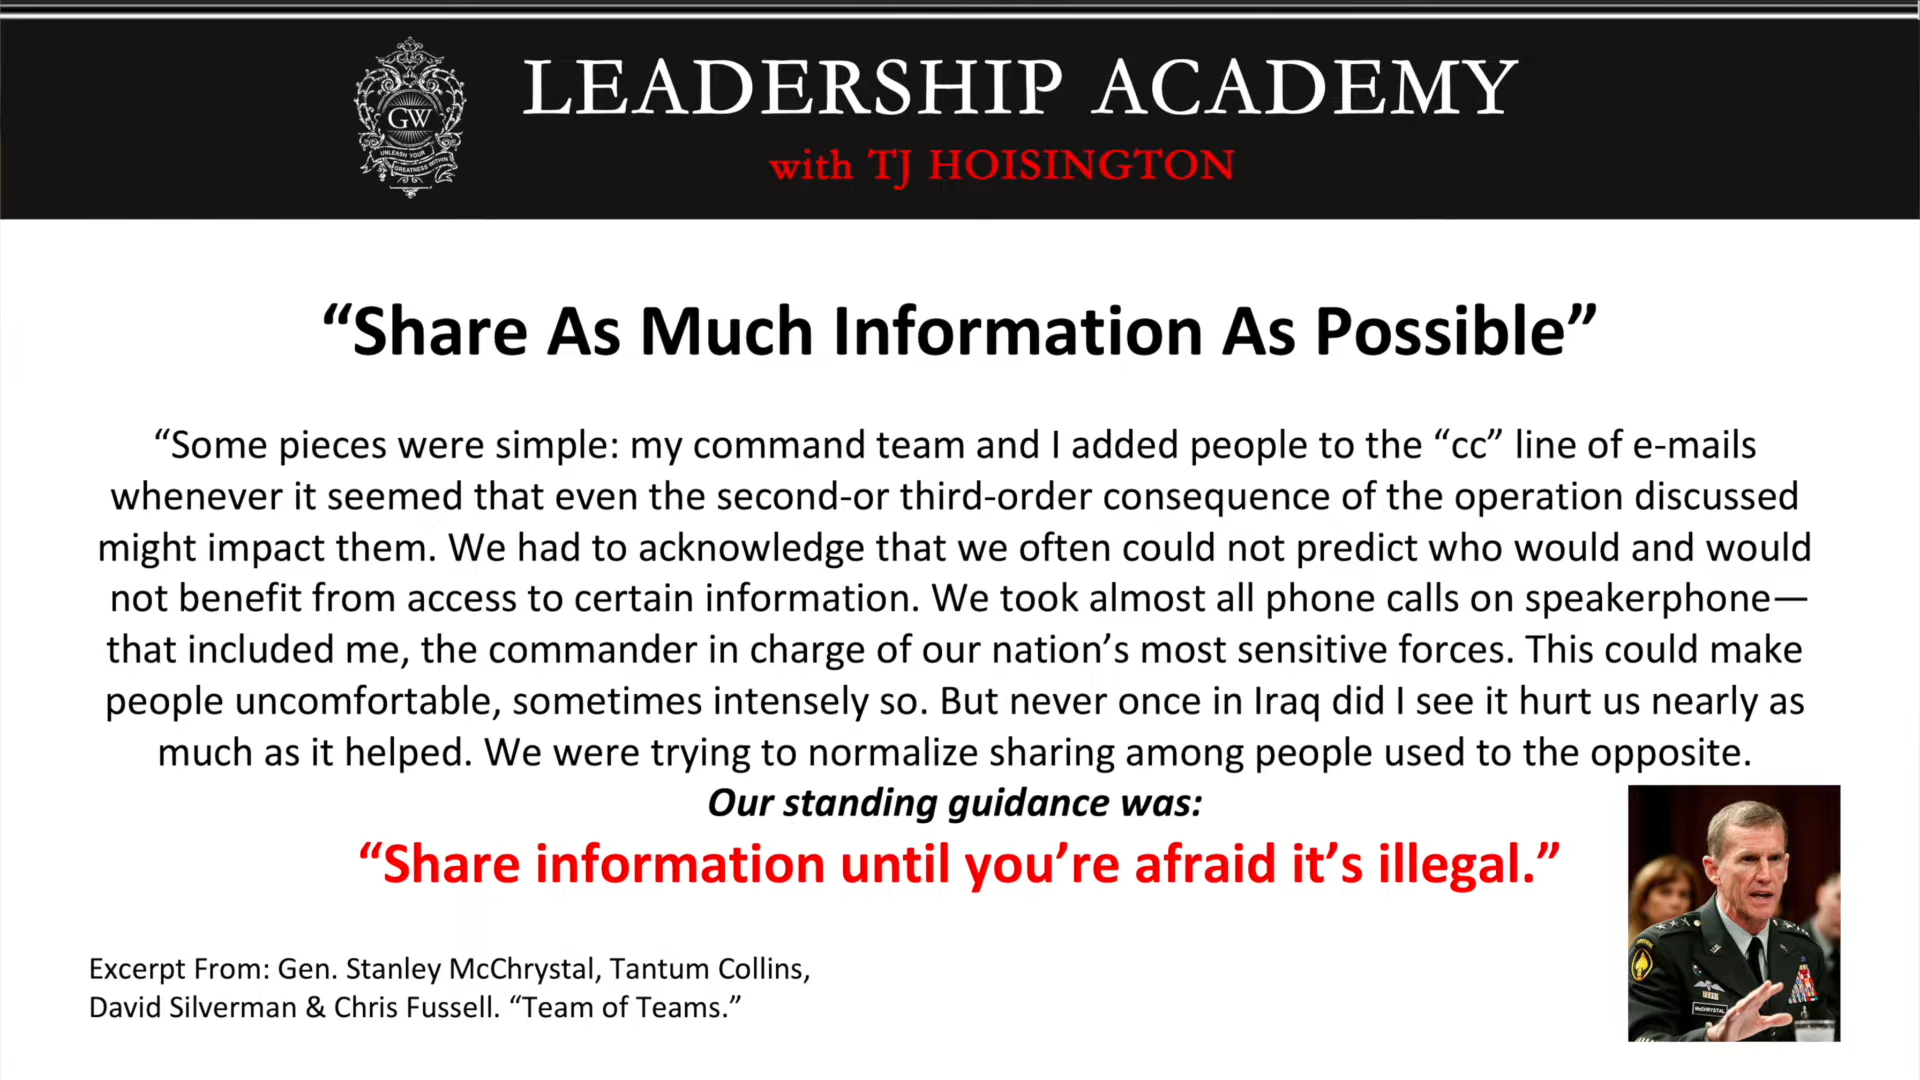 GW
UNLEASH YOUR
GREATNESS WITHIN
LEADERSHIP ACADEMY
with TJ HOISINGTON
“Share As Much Information As Possible”
“Some pieces were simple: my command team and I added people to the “cc” line of e-mails
whenever it seemed that even the second-or third-order consequence of the operation discussed
might impact them. We had to acknowledge that we often could not predict who would and would
not benefit from access to certain information. We took almost all phone calls on speakerphone—
that included me, the commander in charge of our nation’s most sensitive forces. This could make
people uncomfortable, sometimes intensely so. But never once in Iraq did I see it hurt us nearly as
much as it helped. We were trying to normalize sharing among people used to the opposite.
Our standing guidance was:
“Share information until you’re afraid it’s illegal.”
Excerpt From: Gen. Stanley McChrystal, Tantum Collins,
David Silverman & Chris Fussell. “Team of Teams.”
McCHRYSTAL